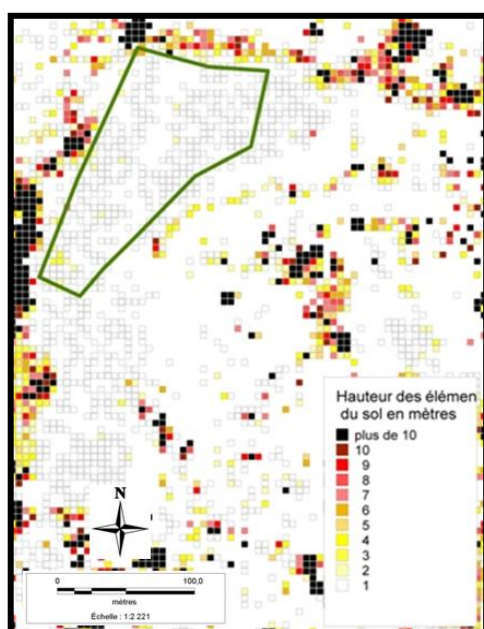 Hauteur des élémen
du sol en mètres
plus de 10
10
9
8
7
6
5
4
3
2
1
N
0 100,0
mètres
Échelle : 1:2 221